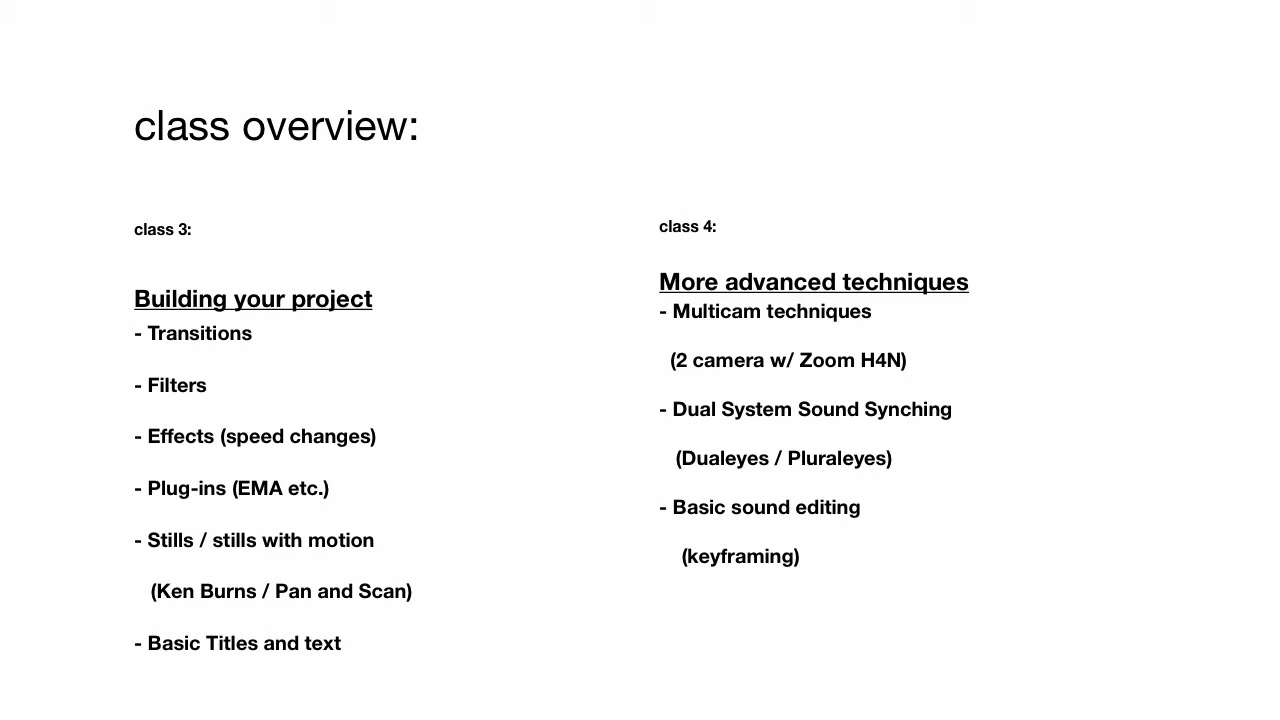 class overview:
class 3:
Building your project
- Transitions
- Filters
- Effects (speed changes)
- Plug-ins (EMA etc.)
- Stills / stills with motion
(Ken Burns / Pan and Scan)
- Basic Titles and text
class 4:
More advanced techniques
- Multicam techniques
(2 camera w/ Zoom H4N)
- Dual System Sound Synching
(Dualeyes / Pluraleyes)
- Basic sound editing
(keyframing)